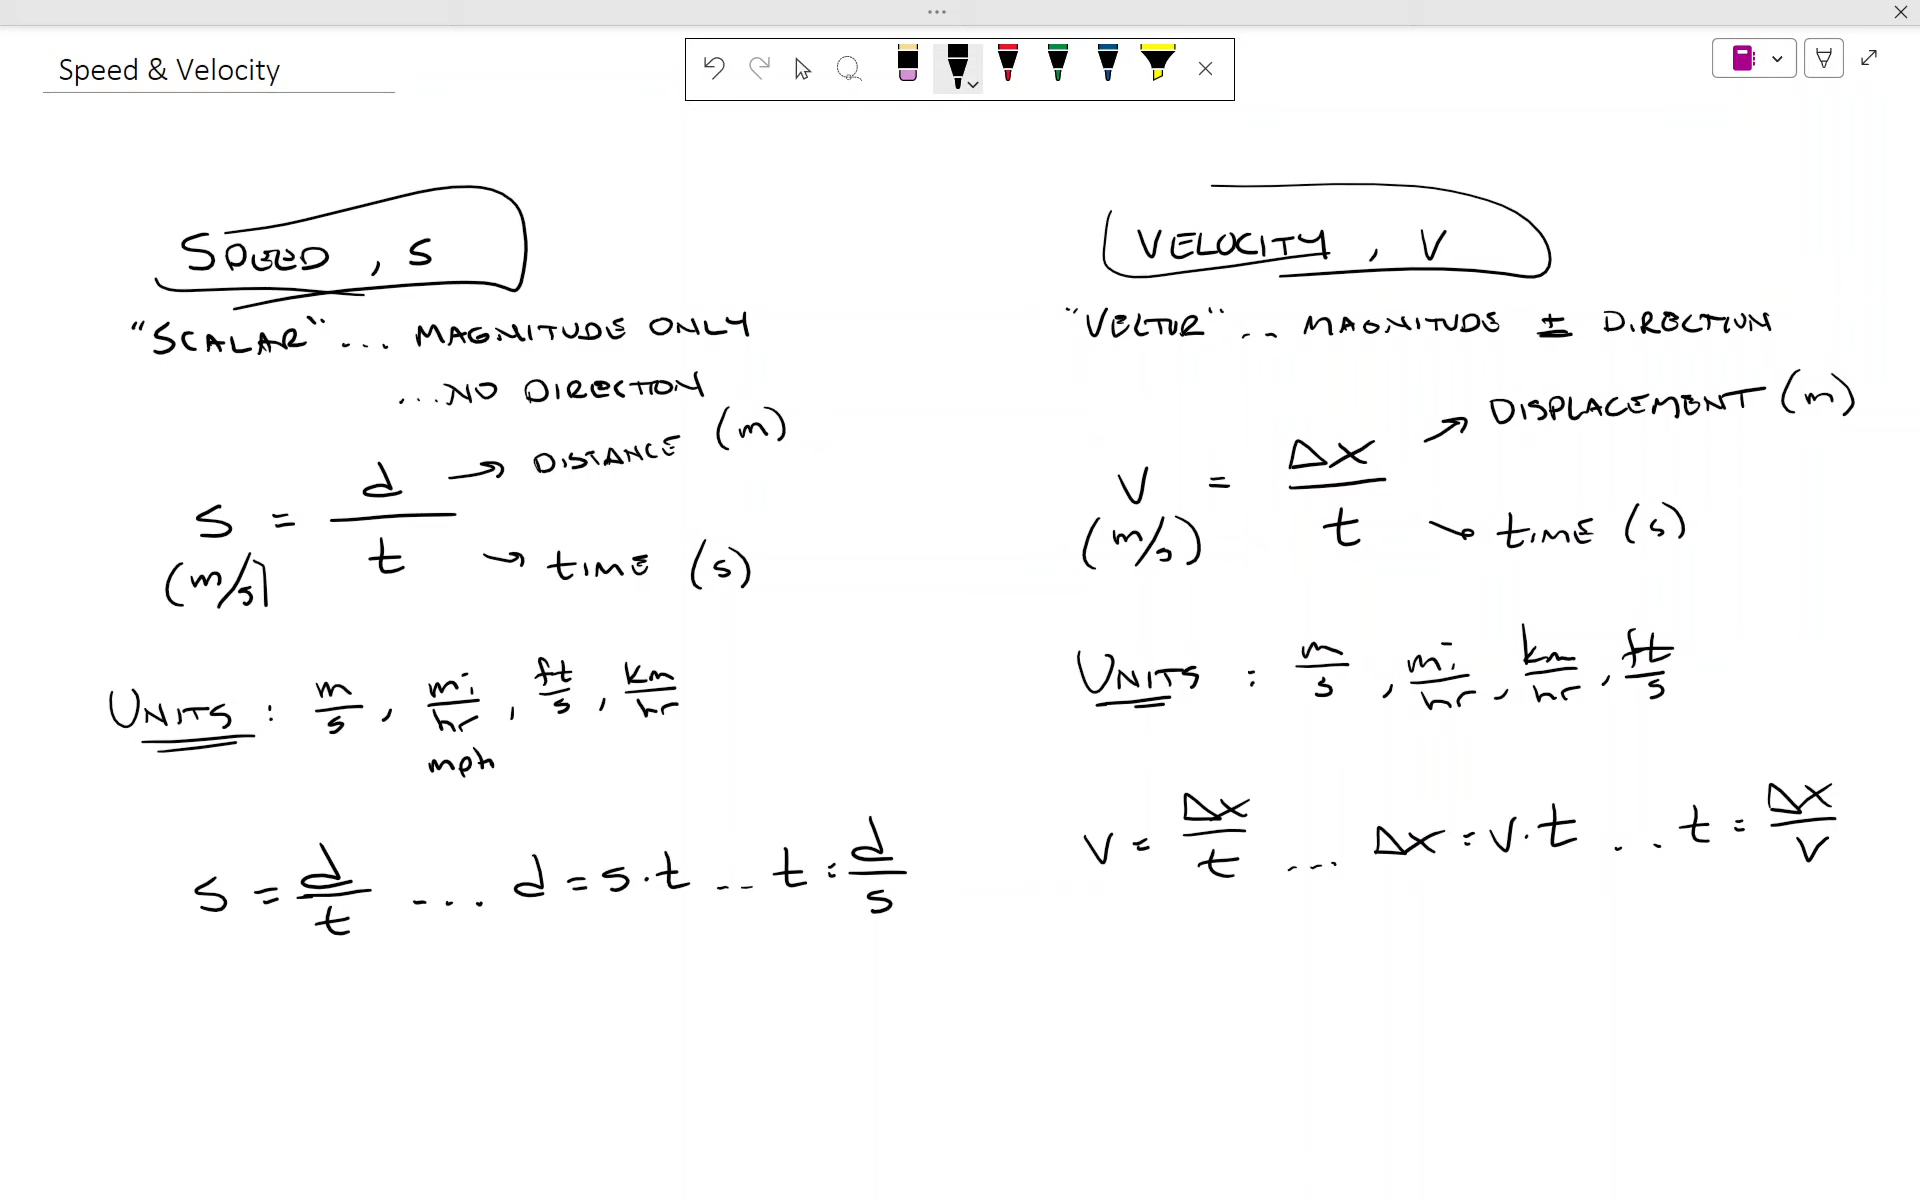 Speed & Velocity
SPEED, S
"SCALAR" ... MAGNITUDE ONLY
...NO DIRECTION
S = d/t
→ DISTANCE (m)
→ tIME (s)
(m/s)
UNITS: m/s, mi/hr, ft/s, km/hr
mph
S = d/t .... d = s·t ... t = d/s
VELOCITY, V
"VECTOR" ... MAGNITUDE ± DIRECTION
V = Δx/t
→ DISPLACEMENT (m)
→ tIME (s)
(m/s)
UNITS: m/s, mi/hr, km/hr, ft/s
V = Δx/t .... Δx = v·t ... t = Δx/v